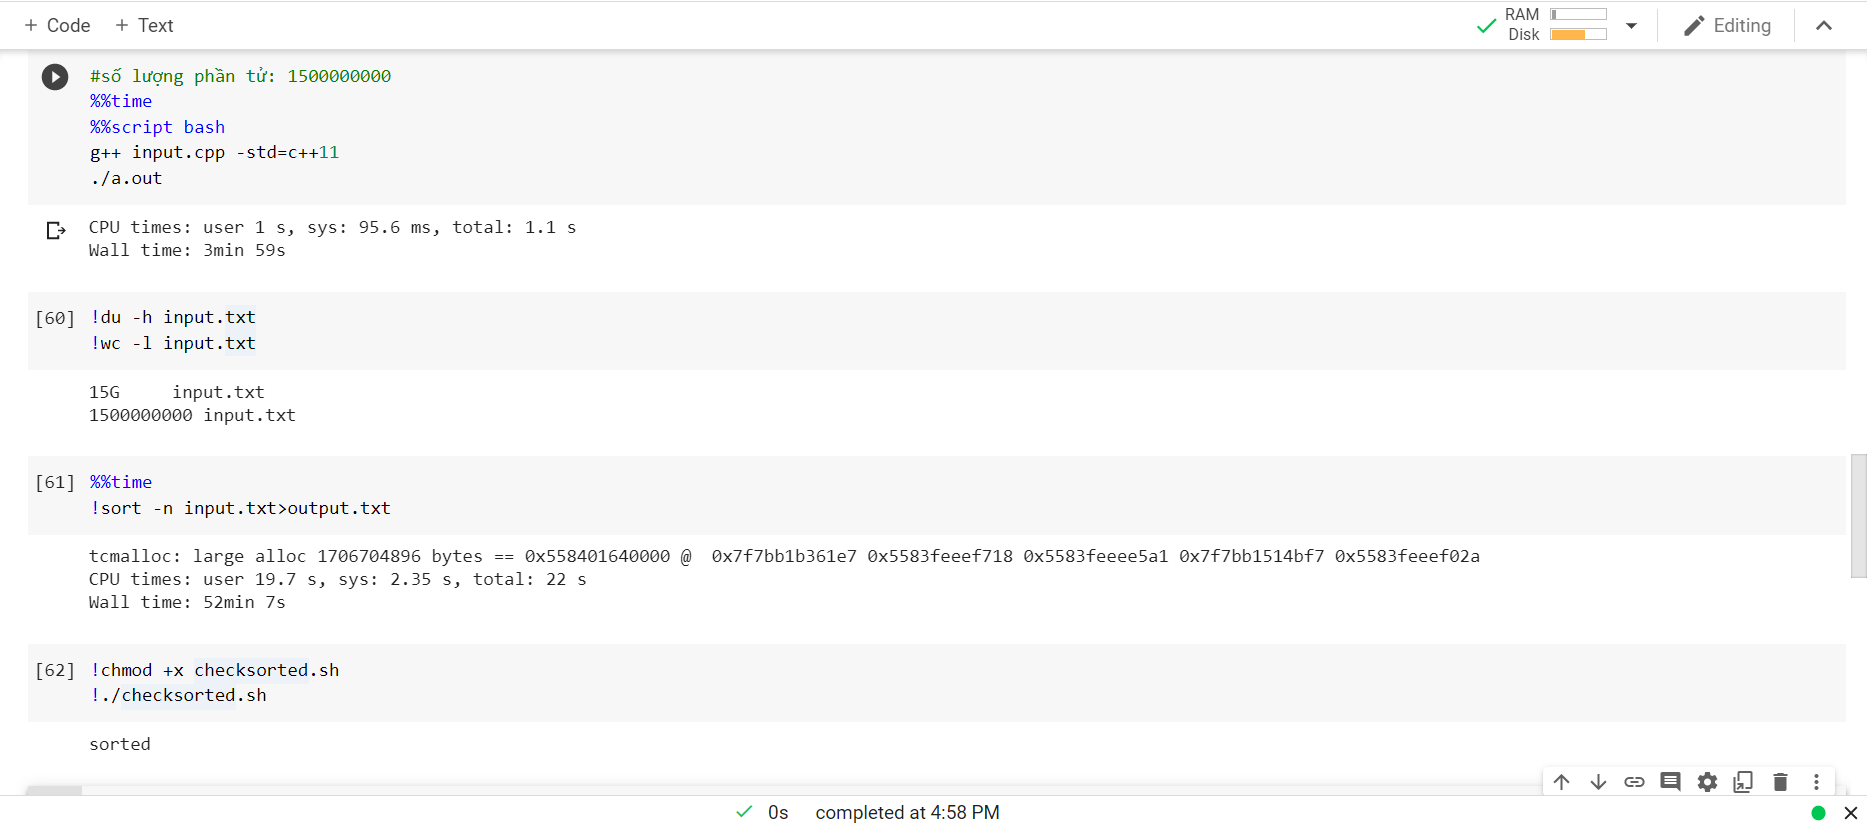 + Code + Text
RAM
Disk
Editing
#số lượng phần tử: 1500000000
%%time
%%script bash
g++ input.cpp -std=c++11
./a.out
CPU times: user 1 s, sys: 95.6 ms, total: 1.1 s
Wall time: 3min 59s
[60] !du -h input.txt
!wc -l input.txt
15G input.txt
1500000000 input.txt
[61] %%time
!sort -n input.txt>output.txt
tcmalloc: large alloc 1706704896 bytes == 0x558401640000 @ 0x7f7bb1b361e7 0x5583feeef718 0x5583feeee5a1 0x7f7bb1514bf7 0x5583feeef02a
CPU times: user 19.7 s, sys: 2.35 s, total: 22 s
Wall time: 52min 7s
[62] !chmod +x checksorted.sh
!./checksorted.sh
sorted
0s completed at 4:58 PM